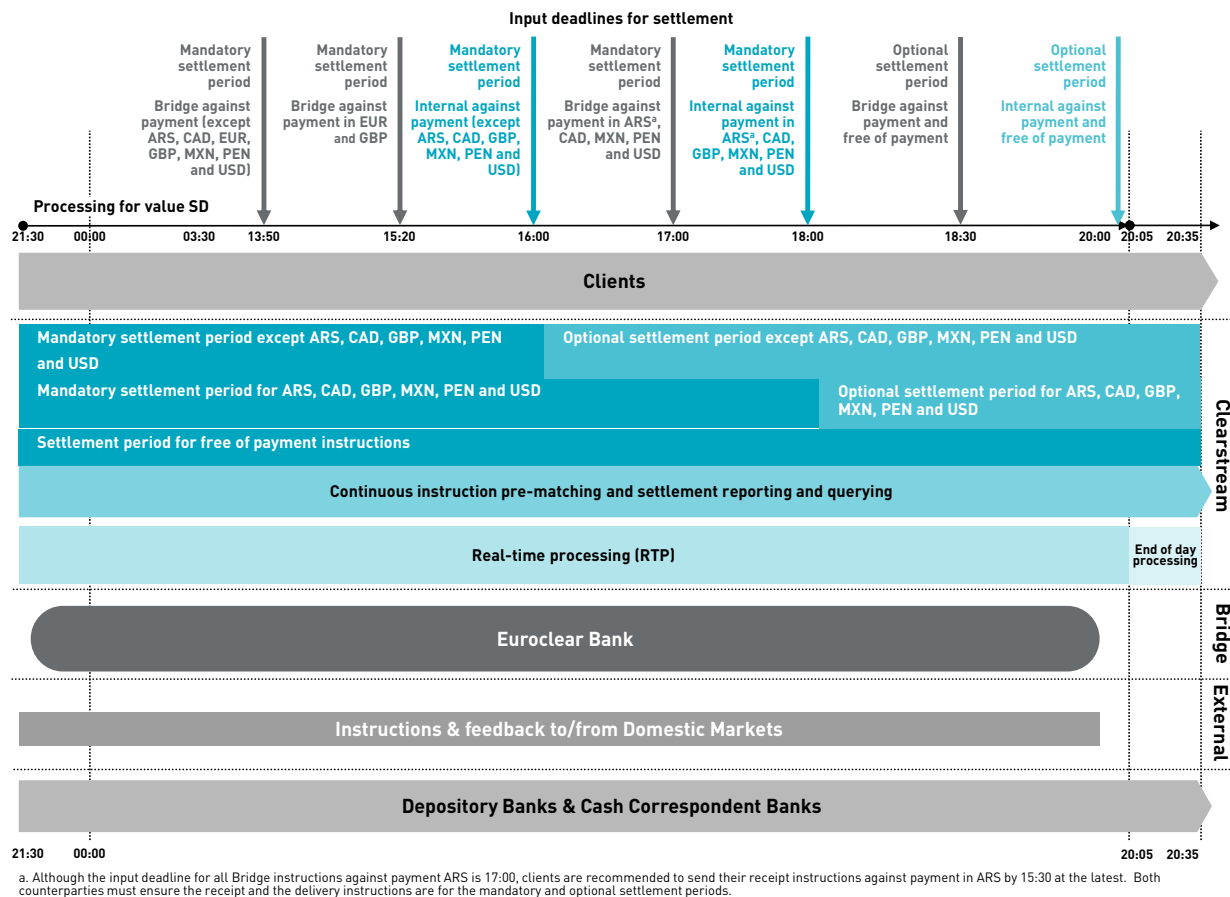 Input deadlines for settlement
Mandatory
settlement
period
Bridge against
payment (except
ARS, CAD, EUR,
GBP, MXN, PEN
and USD)
Mandatory
settlement
period
Bridge against
payment in EUR
and GBP
Mandatory
settlement
period
Internal against
payment (except
ARS, CAD, GBP,
MXN, PEN and
USD)
Mandatory
settlement
period
Bridge against
payment in ARSª,
CAD, MXN, PEN
and USD
Mandatory
settlement
period
Internal against
payment in
ARSª, CAD,
GBP, MXN, PEN
and USD
Optional
settlement
period
Bridge against
payment and
free of payment
Optional
settlement
period
Internal against
payment and
free of payment
Processing for value SD
21:30 00:00 03:30 13:50 15:20 16:00 17:00 18:00 18:30 20:00 20:05 20:35
Clients
Mandatory settlement period except ARS, CAD, GBP, MXN, PEN
and USD
Optional settlement period except ARS, CAD, GBP, MXN, PEN and USD
Mandatory settlement period for ARS, CAD, GBP, MXN, PEN and USD
Optional settlement period for ARS, CAD, GBP,
MXN, PEN and USD
Settlement period for free of payment instructions
Continuous instruction pre-matching and settlement reporting and querying
Real-time processing (RTP)
End of day
processing
Clearstream
Euroclear Bank
Bridge
Instructions & feedback to/from Domestic Markets
External
Depository Banks & Cash Correspondent Banks
21:30 00:00 20:05 20:35
a. Although the input deadline for all Bridge instructions against payment ARS is 17:00, clients are recommended to send their receipt instructions against payment in ARS by 15:30 at the latest. Both
counterparties must ensure the receipt and the delivery instructions are for the mandatory and optional settlement periods.